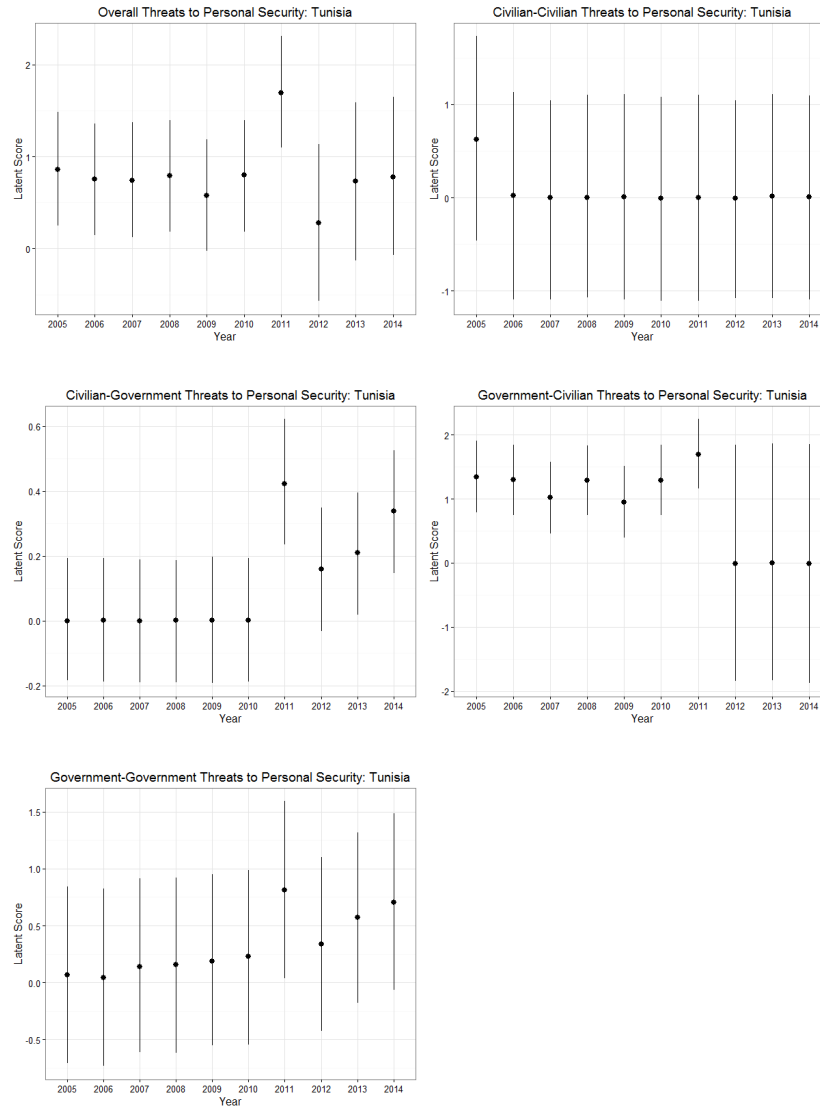 Overall Threats to Personal Security: Tunisia
2
1
0
Latent Score
2005 2006 2007 2008 2009 2010 2011 2012 2013 2014
Year
Civilian-Civilian Threats to Personal Security: Tunisia
1
0
-1
Latent Score
2005 2006 2007 2008 2009 2010 2011 2012 2013 2014
Year
Civilian-Government Threats to Personal Security: Tunisia
0.6
0.4
0.2
0.0
-0.2
Latent Score
2005 2006 2007 2008 2009 2010 2011 2012 2013 2014
Year
Government-Civilian Threats to Personal Security: Tunisia
2
1
0
-1
-2
Latent Score
2005 2006 2007 2008 2009 2010 2011 2012 2013 2014
Year
Government-Government Threats to Personal Security: Tunisia
1.5
1.0
0.5
0.0
-0.5
Latent Score
2005 2006 2007 2008 2009 2010 2011 2012 2013 2014
Year